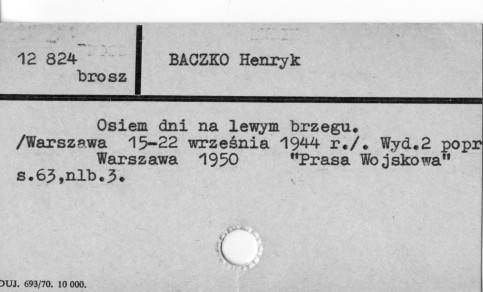 12 824 BACZKO Henryk
brosz
Osiem dni na lewym brzegu.
/Warszawa 15-22 września 1944 r./. Wyd.2 popr
Warszawa 1950 "Prasa Wojskowa"
s.63,nlb.3.
DUJ. 693/70. 10 000.